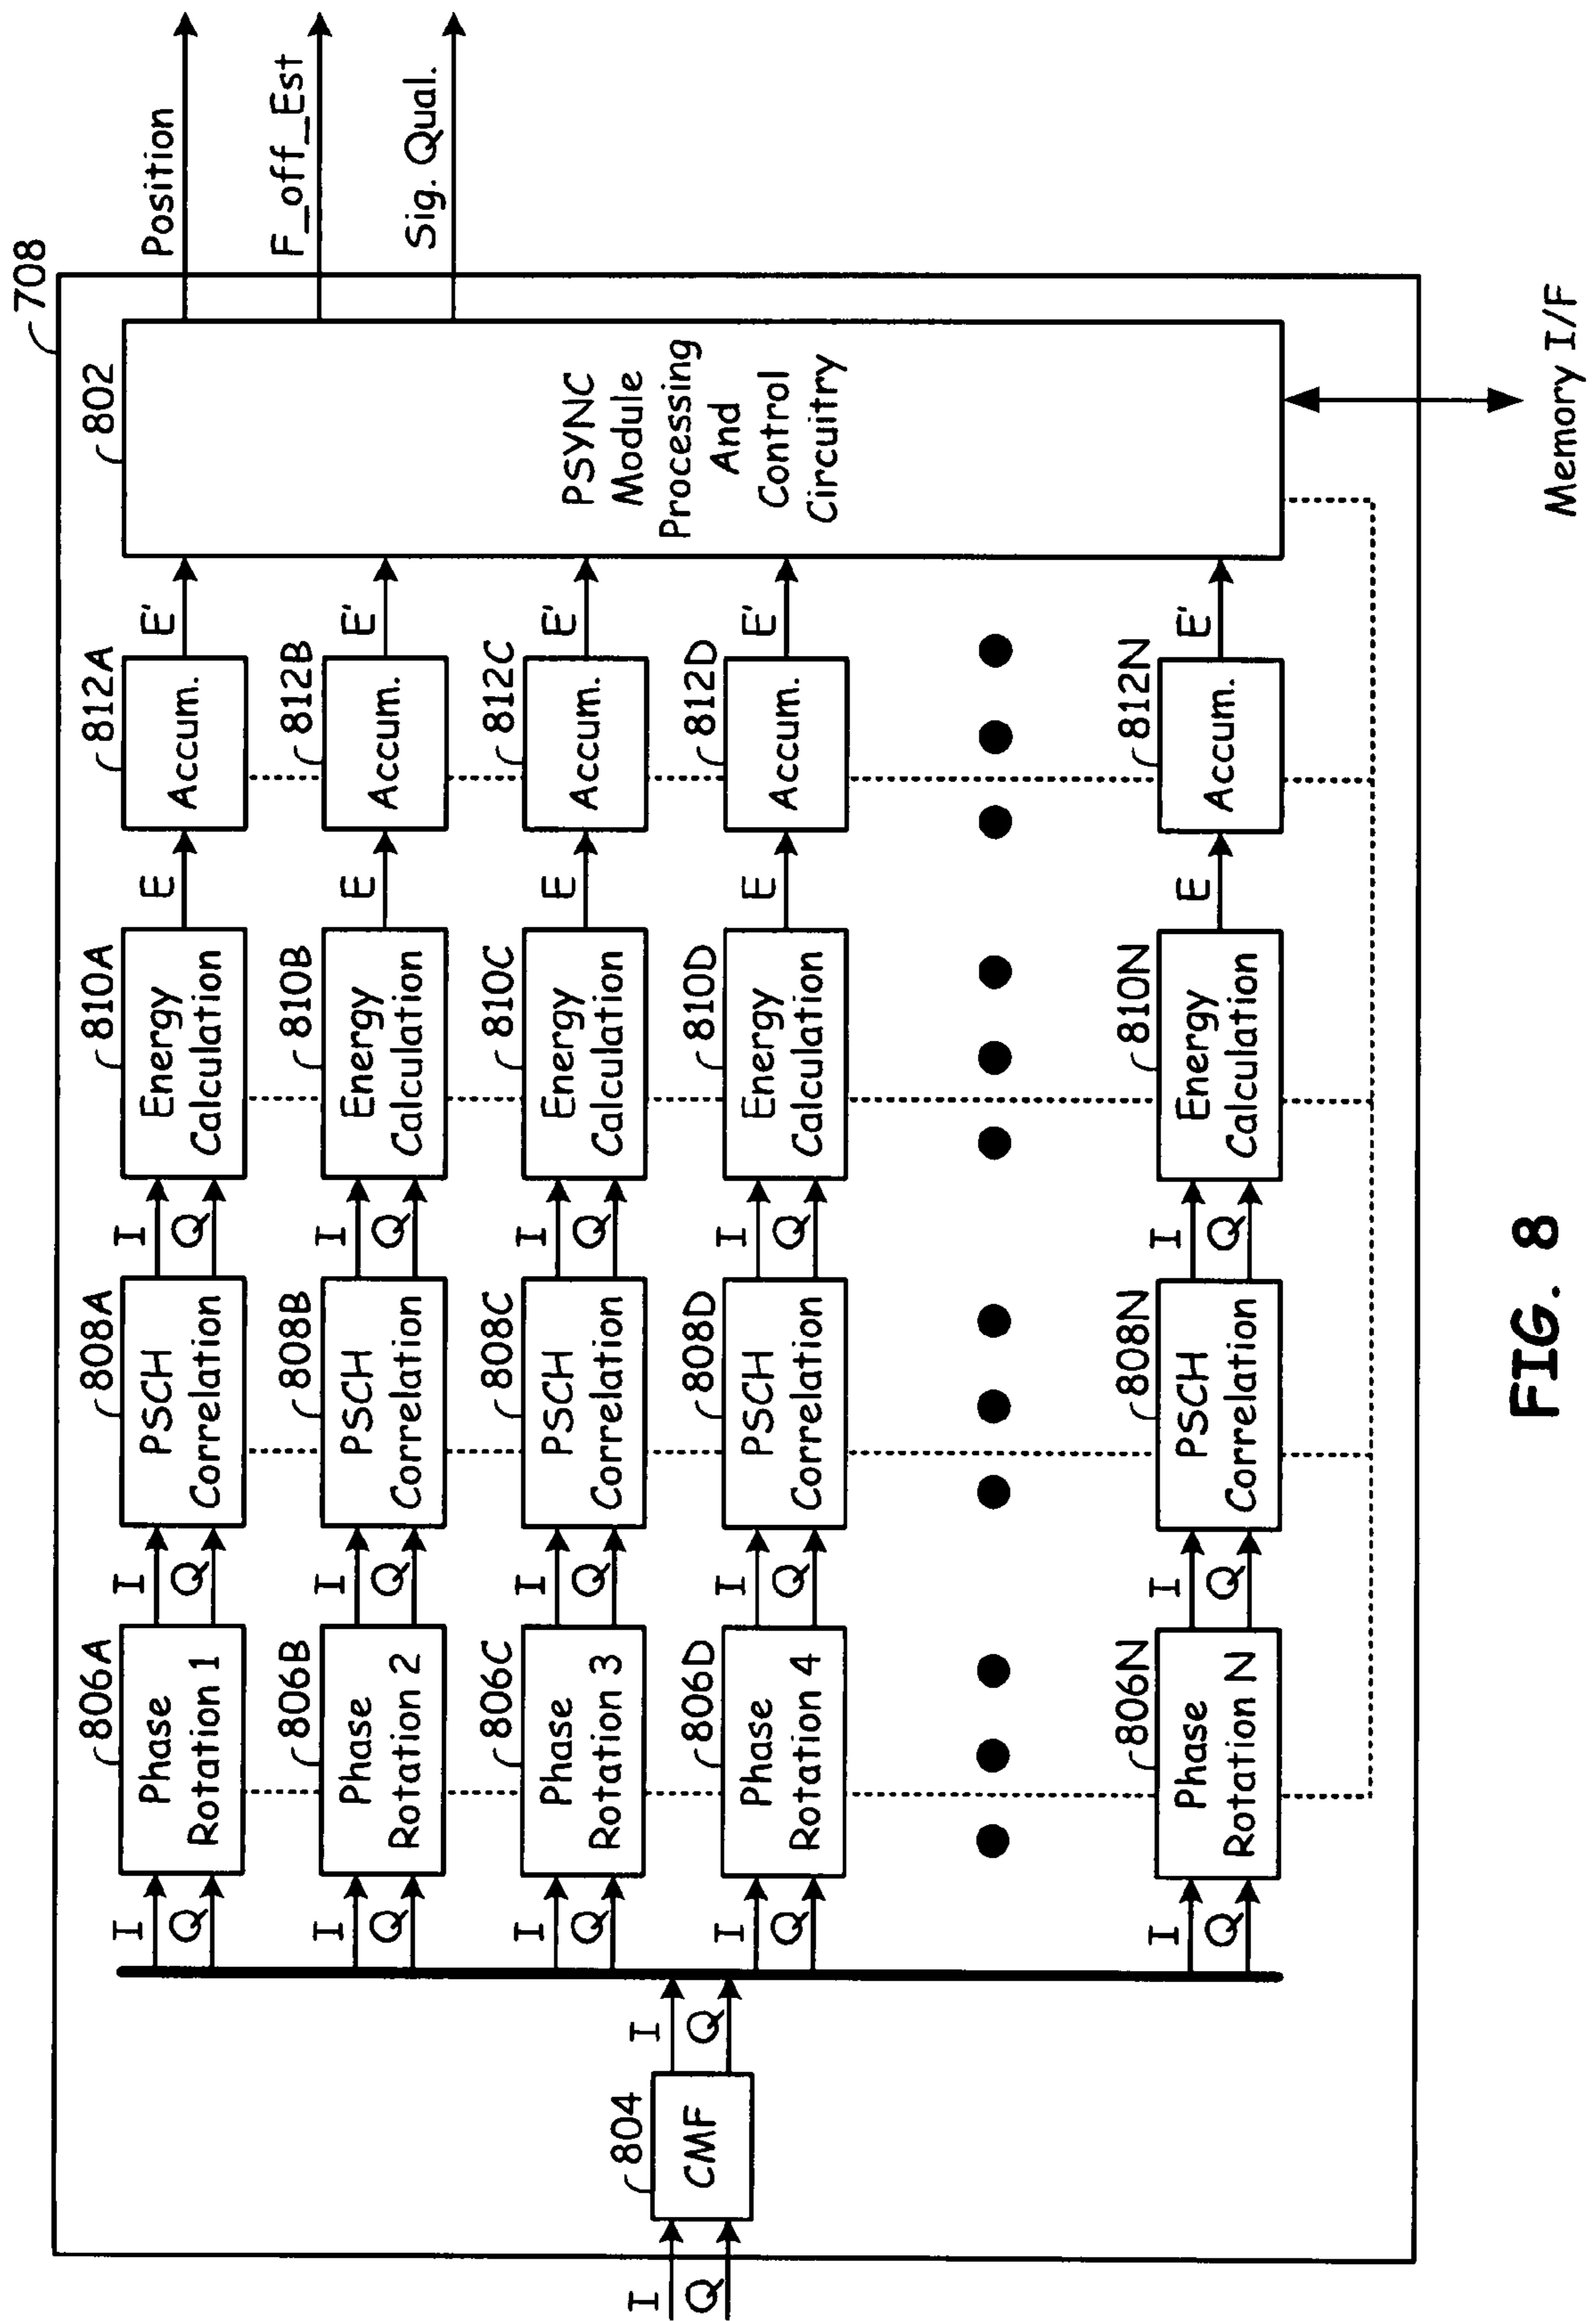 708
802
PSYNC
Module
Processing
And
Control
Circuitry
Position
F_off_Est
Sig. Qual.
Memory I/F
I
Q
804
CMF
I
Q
I
Q
806A
Phase
Rotation 1
I
Q
808A
PSCH
Correlation
I
Q
810A
Energy
Calculation
E
812A
Accum.
E'
I
Q
806B
Phase
Rotation 2
I
Q
808B
PSCH
Correlation
I
Q
810B
Energy
Calculation
E
812B
Accum.
E'
I
Q
806C
Phase
Rotation 3
I
Q
808C
PSCH
Correlation
I
Q
810C
Energy
Calculation
E
812C
Accum.
E'
I
Q
806D
Phase
Rotation 4
I
Q
808D
PSCH
Correlation
I
Q
810D
Energy
Calculation
E
812D
Accum.
E'
I
Q
806N
Phase
Rotation N
I
Q
808N
PSCH
Correlation
I
Q
810N
Energy
Calculation
E
812N
Accum.
E'
FIG. 8